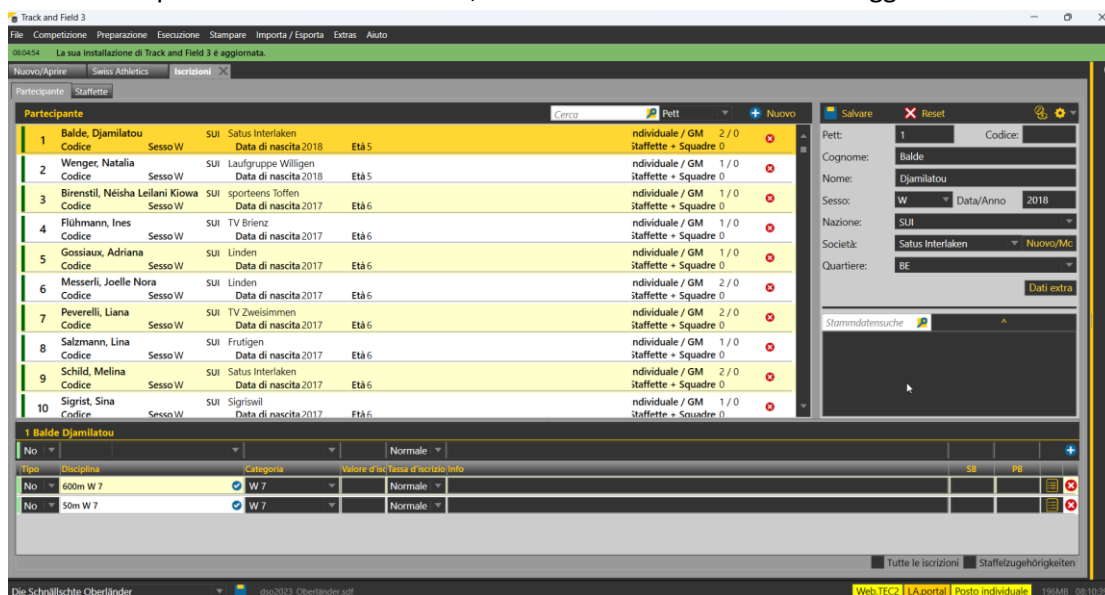 Track and Field 3
File Competizione Preparazione Esecuzione Stampare Importa / Esporta Extras Aiuto
08:04:54 La sua installazione di Track and Field 3 é aggiornata.
Nuovo/Aprire Swiss Athletics Iscrizioni
Partecipante Staffette
Partecipante Cerca Pett Nuovo
1 Balde, Djamilatou SUI Satus Interlaken ndividuale / GM 2 / 0
Codice Sesso W Data di nascita 2018 Età 5 Staffette + Squadre 0
2 Wenger, Natalia SUI Laufgruppe Willigen ndividuale / GM 1 / 0
Codice Sesso W Data di nascita 2018 Età 5 Staffette + Squadre 0
3 Birenstil, Néisha Leilani Kiowa SUI sporteens Toffen ndividuale / GM 1 / 0
Codice Sesso W Data di nascita 2017 Età 6 Staffette + Squadre 0
4 Flühmann, Ines SUI TV Brienz ndividuale / GM 1 / 0
Codice Sesso W Data di nascita 2017 Età 6 Staffette + Squadre 0
5 Gossiaux, Adriana SUI Linden ndividuale / GM 1 / 0
Codice Sesso W Data di nascita 2017 Età 6 Staffette + Squadre 0
6 Messerli, Joelle Nora SUI Linden ndividuale / GM 2 / 0
Codice Sesso W Data di nascita 2017 Età 6 Staffette + Squadre 0
7 Peverelli, Liana SUI TV Zweisimmen ndividuale / GM 2 / 0
Codice Sesso W Data di nascita 2017 Età 6 Staffette + Squadre 0
8 Salzmann, Lina SUI Frutigen ndividuale / GM 1 / 0
Codice Sesso W Data di nascita 2017 Età 6 Staffette + Squadre 0
9 Schild, Melina SUI Satus Interlaken ndividuale / GM 2 / 0
Codice Sesso W Data di nascita 2017 Età 6 Staffette + Squadre 0
10 Sigrist, Sina SUI Sigriswil ndividuale / GM 1 / 0
Codice Sesso W Data di nascita 2017 Età 6 Staffette + Squadre 0
Salvare Reset
Pett: 1 Codice:
Cognome: Balde
Nome: Djamilatou
Sesso: W Data/Anno 2018
Nazione: SUI
Società: Satus Interlaken Nuovo/Mc
Quartiere: BE
Dati extra
Stammdatensuche
1 Balde Djamilatou
No Normale
Tipo Disciplina Categoria Valore d'isc Tassa d'iscrizio Info SB PB
No 600m W 7 W 7 Normale
No 50m W 7 W 7 Normale
Tutte le iscrizioni Staffelzugehörigkeiten
Die Schnällschte Oberländer dso2023_Oberländer.sdf Web.TEC2 LA.portal Posto individuale 196MB